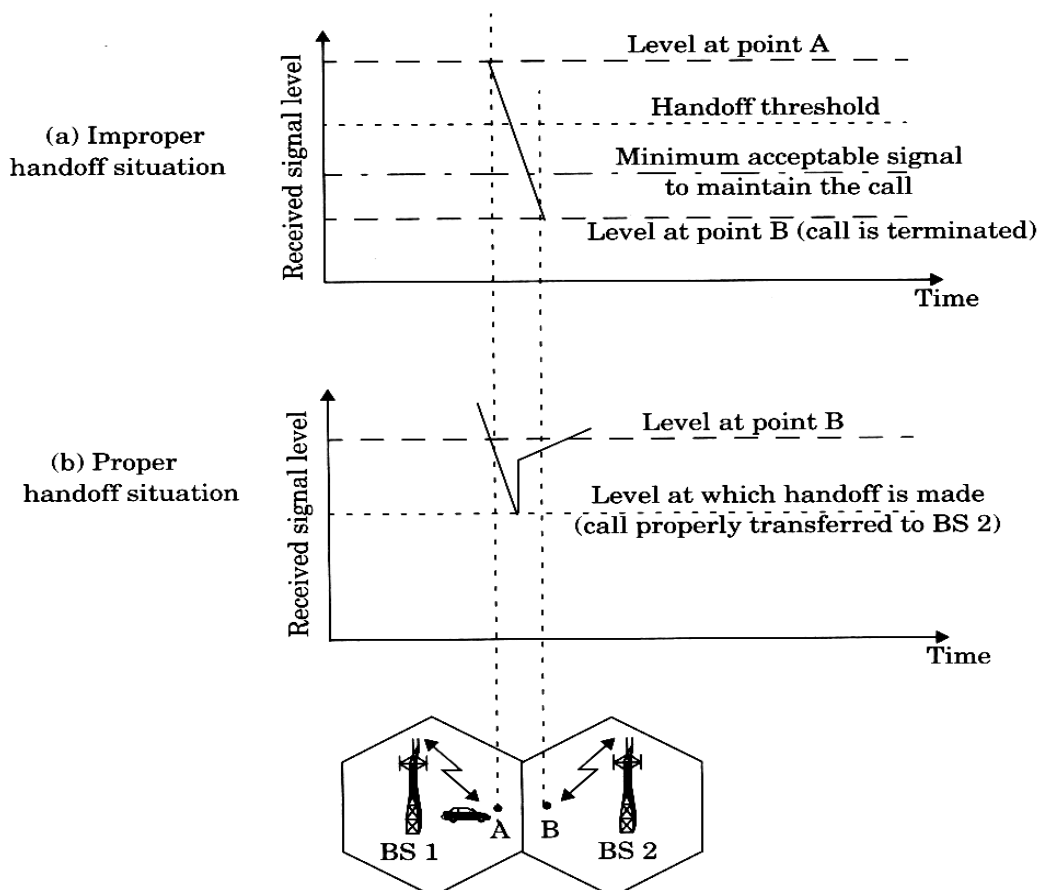 Level at point A
Received signal level
(a) Improper
handoff situation
Handoff threshold
Minimum acceptable signal
to maintain the call
Level at point B (call is terminated)
Time
Received signal level
(b) Proper
handoff situation
Level at point B
Level at which handoff is made
(call properly transferred to BS 2)
Time
A
B
BS 1
BS 2